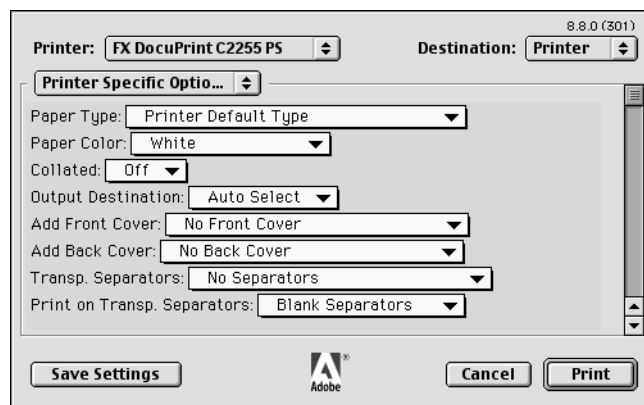 8.8.0 (301)
Printer: FX DocuPrint C2255 PS Destination: Printer
Printer Specific Optio...
Paper Type: Printer Default Type
Paper Color: White
Collated: Off
Output Destination: Auto Select
Add Front Cover: No Front Cover
Add Back Cover: No Back Cover
Transp. Separators: No Separators
Print on Transp. Separators: Blank Separators
Save Settings Adobe® Cancel Print